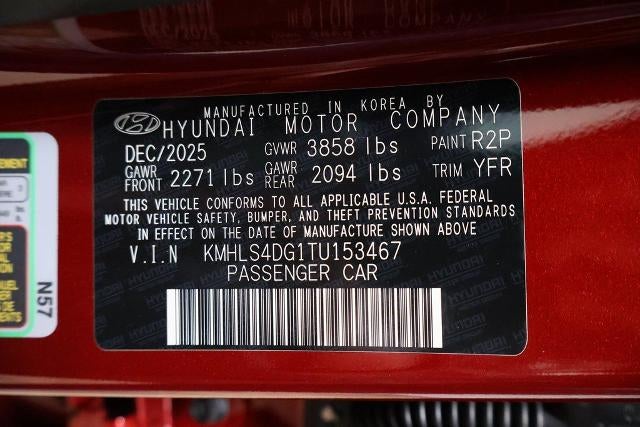 MANUFACTURED IN KOREA BY
HYUNDAI MOTOR COMPANY
DEC/2025 GVWR 3858 lbs PAINT R2P
GAWR FRONT 2271 lbs GAWR REAR 2094 lbs TRIM YFR
THIS VEHICLE CONFORMS TO ALL APPLICABLE U.S.A. FEDERAL
MOTOR VEHICLE SAFETY, BUMPER, AND THEFT PREVENTION STANDARDS
IN EFFECT ON THE DATE OF MANUFACTURE SHOWN ABOVE
V.I.N KMHLS4DG1TU153467
PASSENGER CAR
N57